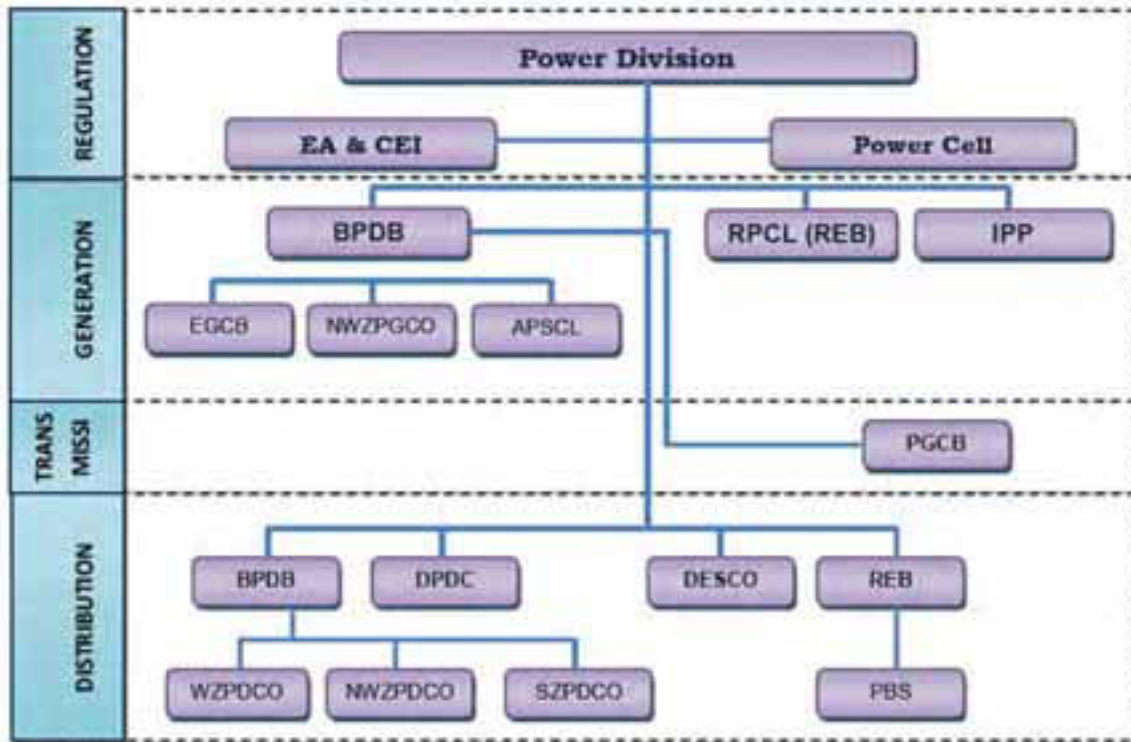 REGULATION
Power Division
EA & CEI
Power Cell
GENERATION
BPDB
RPCL (REB)
IPP
EGCB
NWZPGCO
APSCL
TRANS
MISSI
PGCB
DISTRIBUTION
BPDB
DPDC
DESCO
REB
WZPDCO
NWZPDCO
SZPDCO
PBS